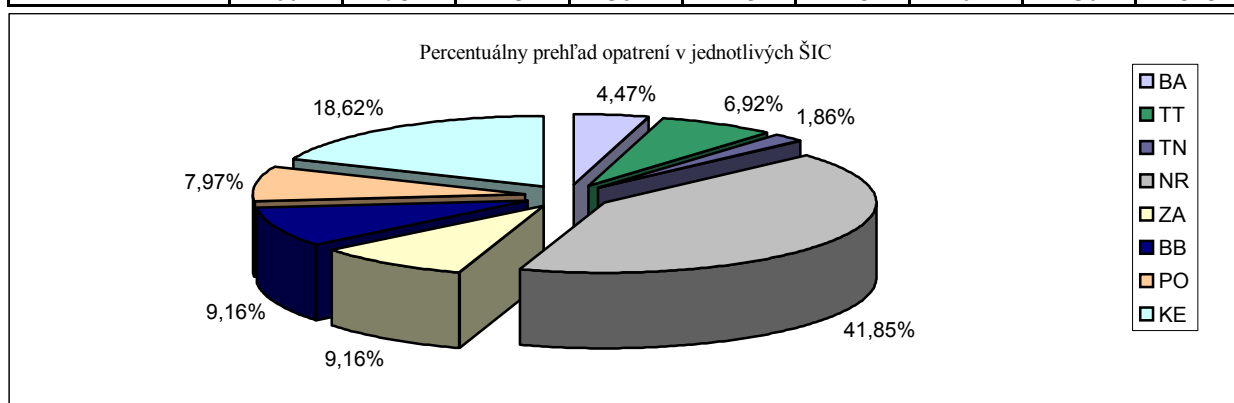 Percentuálny prehľad opatrení v jednotlivých ŠIC
4,47%
6,92%
1,86%
41,85%
9,16%
9,16%
7,97%
18,62%
BA
TT
TN
NR
ZA
BB
PO
KE